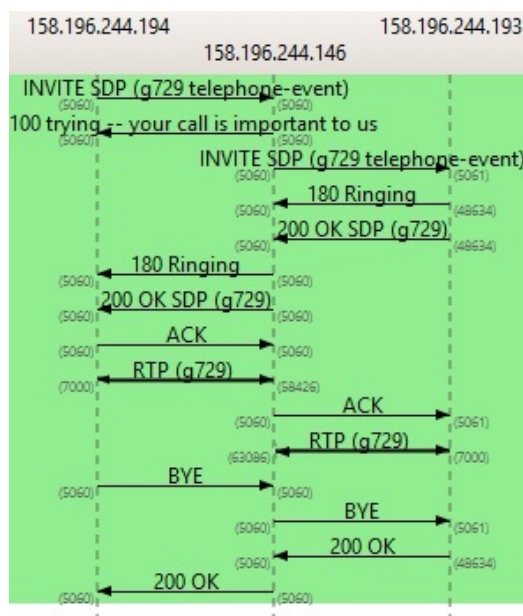 158.196.244.194 158.196.244.193
158.196.244.146
INVITE SDP (g729 telephone-event)
(5060) (5060)
100 trying -- your call is important to us
(5060) (5060)
INVITE SDP (g729 telephone-event)
(5060) (5061)
180 Ringing
(5060) (48634)
200 OK SDP (g729)
(5060) (48634)
180 Ringing
(5060) (5060)
200 OK SDP (g729)
(5060) (5060)
ACK
(5060) (5060)
RTP (g729)
(7000) (58426)
ACK
(5060) (5061)
RTP (g729)
(63086) (7000)
BYE
(5060) (5060)
BYE
(5060) (5061)
200 OK
(5060) (48634)
200 OK
(5060) (5060)